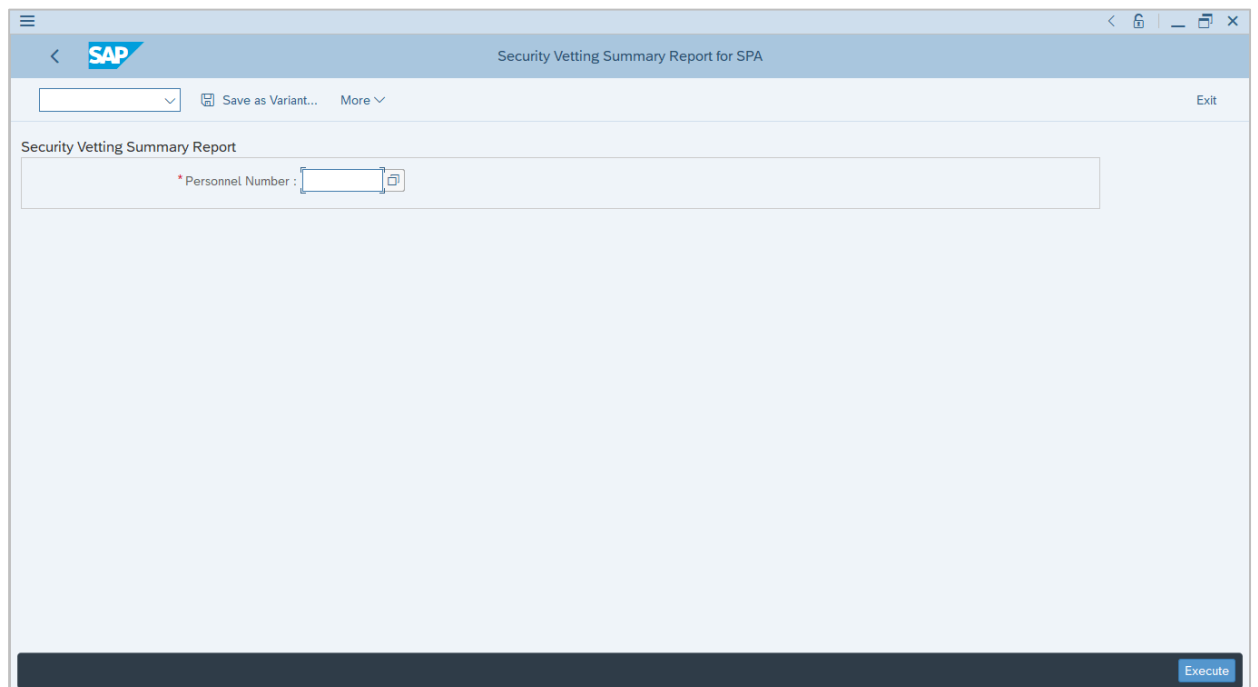 SAP
Security Vetting Summary Report for SPA
Save as Variant... More Exit
Security Vetting Summary Report
* Personnel Number :
Execute